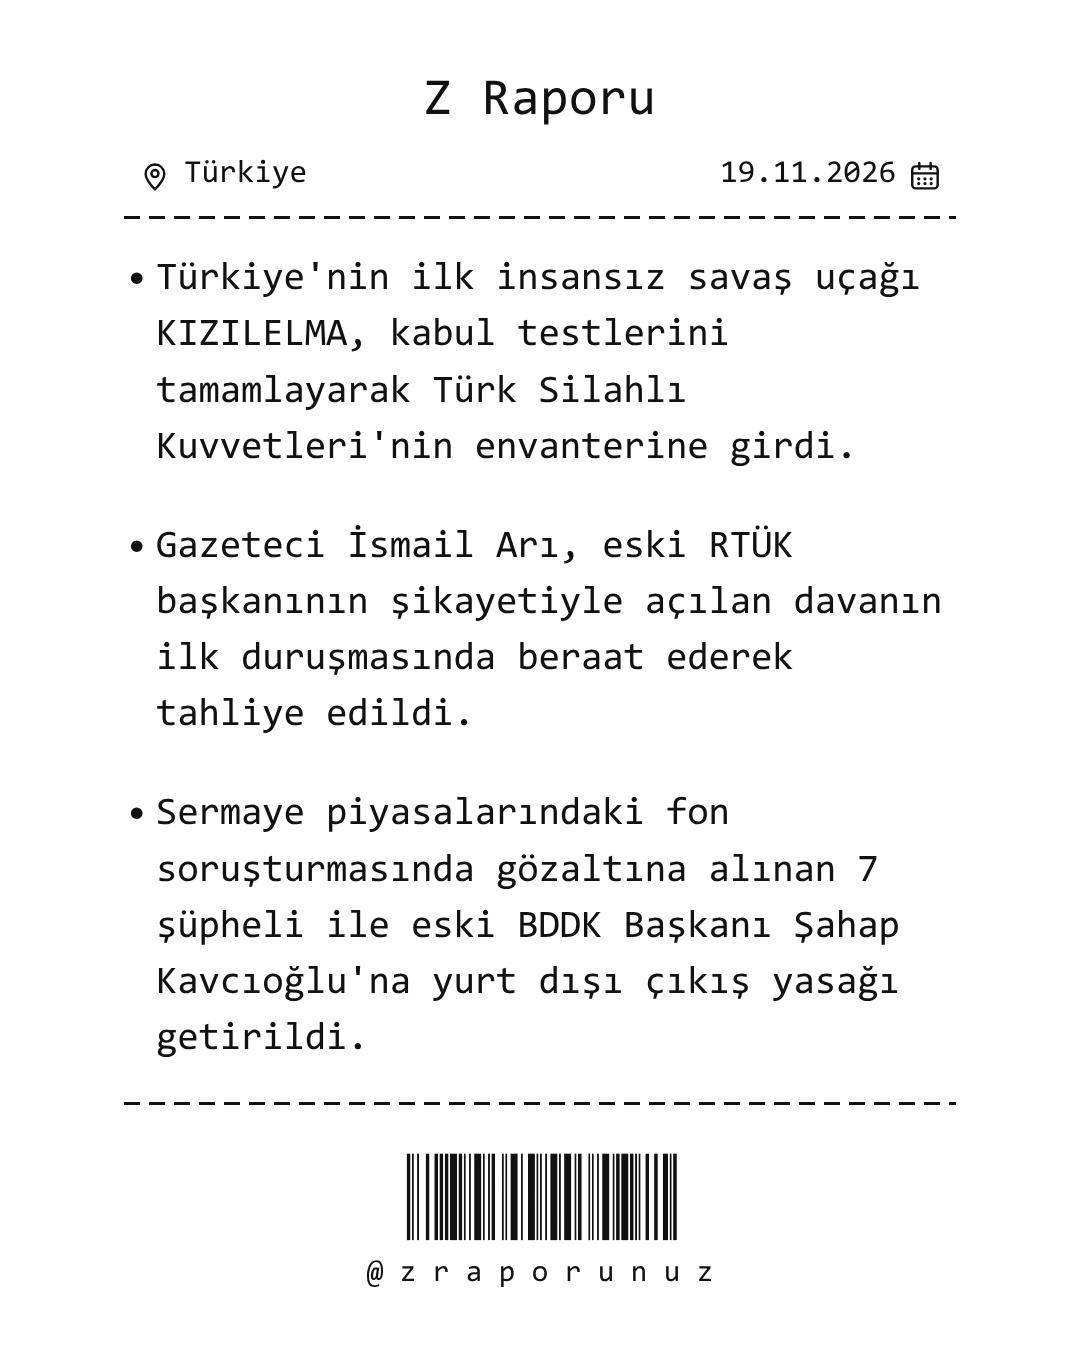 Z Raporu
Türkiye 19.11.2026
• Türkiye'nin ilk insansız savaş uçağı
KIZILELMA, kabul testlerini
tamamlayarak Türk Silahlı
Kuvvetleri'nin envanterine girdi.
• Gazeteci İsmail Arı, eski RTÜK
başkanının şikayetiyle açılan davanın
ilk duruşmasında beraat ederek
tahliye edildi.
• Sermaye piyasalarındaki fon
soruşturmasında gözaltına alınan 7
şüpheli ile eski BDDK Başkanı Şahap
Kavcıoğlu'na yurt dışı çıkış yasağı
getirildi.
@zraporunuz